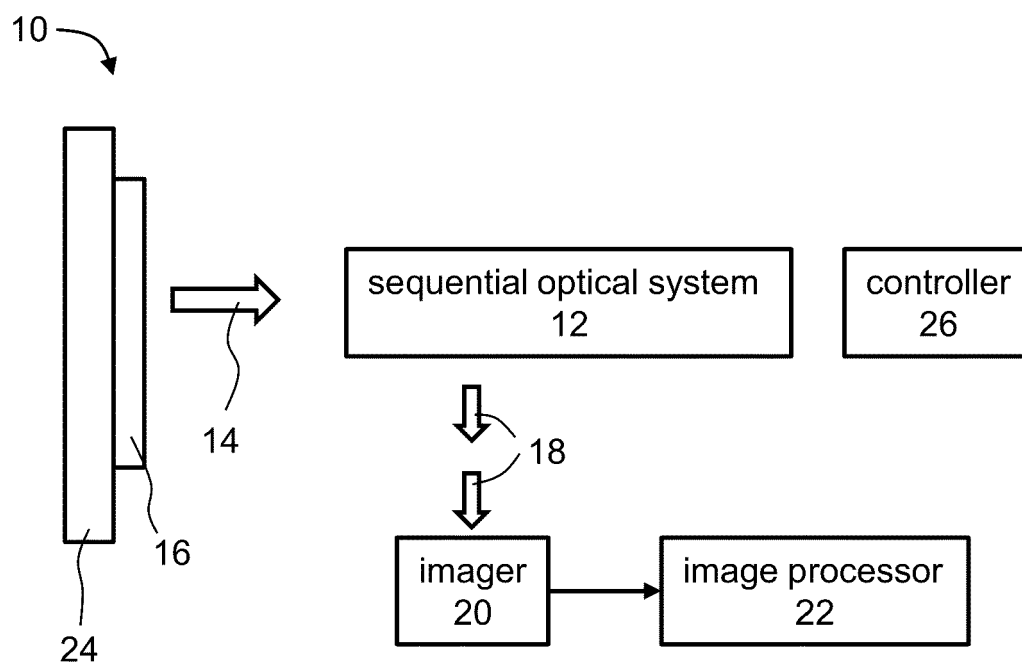 10
sequential optical system
12
controller
26
14
18
16
imager
20
image processor
22
24